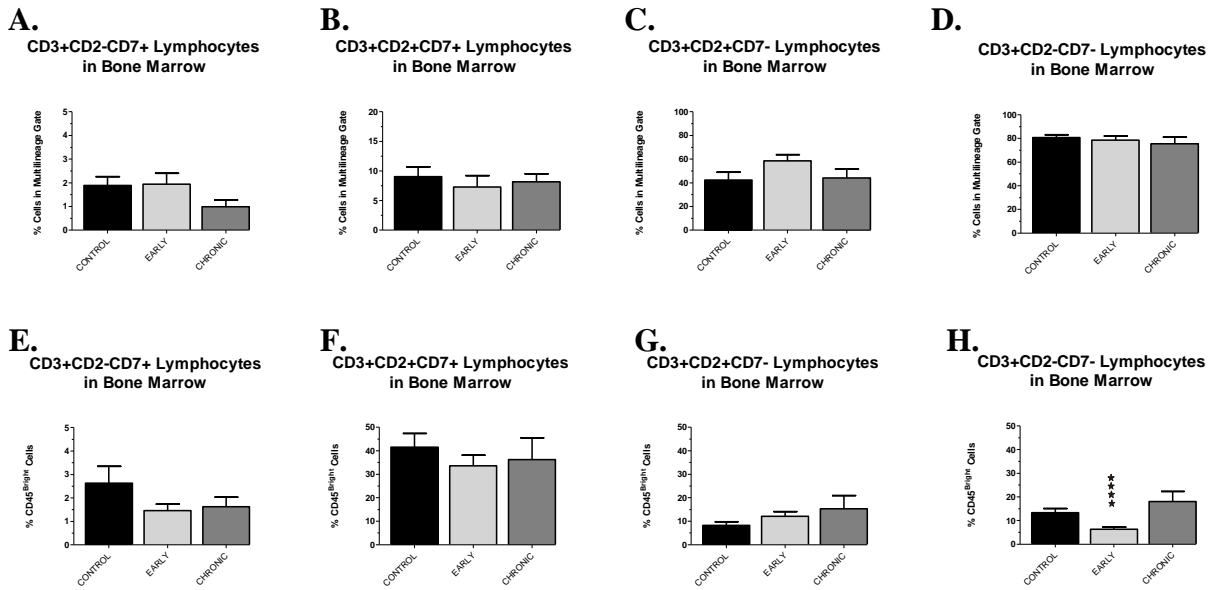 A.
CD3+CD2-CD7+ Lymphocytes
in Bone Marrow
% Cells in Multilineage Gate
5
4
3
2
1
0
CONTROL
EARLY
CHRONIC
B.
CD3+CD2+CD7+ Lymphocytes
in Bone Marrow
% Cells in Multilineage Gate
20
15
10
5
0
CONTROL
EARLY
CHRONIC
C.
CD3+CD2+CD7- Lymphocytes
in Bone Marrow
% Cells in Multilineage Gate
100
80
60
40
20
0
CONTROL
EARLY
CHRONIC
D.
CD3+CD2-CD7- Lymphocytes
in Bone Marrow
% Cells in Multilineage Gate
100
80
60
40
20
0
CONTROL
EARLY
CHRONIC
E.
CD3+CD2-CD7+ Lymphocytes
in Bone Marrow
% CD45Bright Cells
5
4
3
2
1
0
CONTROL
EARLY
CHRONIC
F.
CD3+CD2+CD7+ Lymphocytes
in Bone Marrow
% CD45Bright Cells
50
40
30
20
10
0
CONTROL
EARLY
CHRONIC
G.
CD3+CD2+CD7- Lymphocytes
in Bone Marrow
% CD45Bright Cells
50
40
30
20
10
0
CONTROL
EARLY
CHRONIC
H.
CD3+CD2-CD7- Lymphocytes
in Bone Marrow
% CD45Bright Cells
50
40
30
20
10
0
****
CONTROL
EARLY
CHRONIC